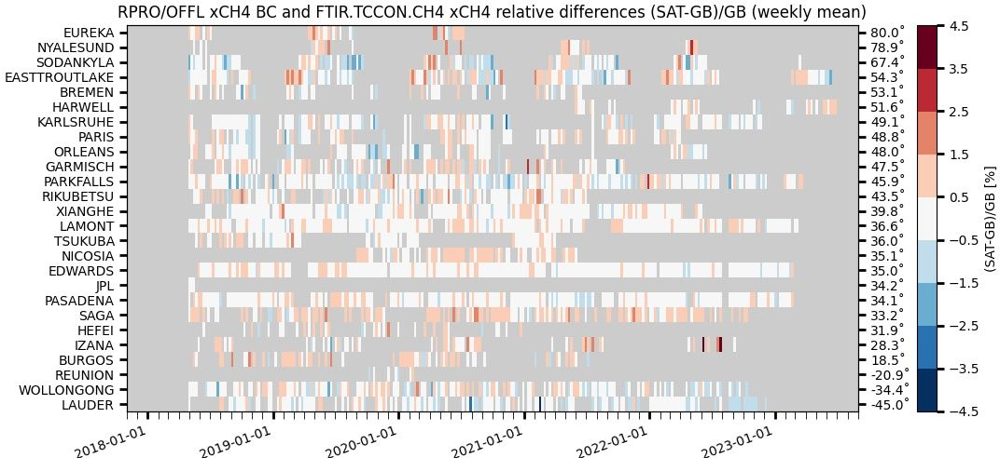 RPRO/OFFL xCH4 BC and FTIR.TCCON.CH4 xCH4 relative differences (SAT-GB)/GB (weekly mean)
EUREKA 80.0°
NYALESUND 78.9°
SODANKYLA 67.4°
EASTTROUTLAKE 54.3°
BREMEN 53.1°
HARWELL 51.6°
KARLSRUHE 49.1°
PARIS 48.8°
ORLEANS 48.0°
GARMISCH 47.5°
PARKFALLS 45.9°
RIKUBETSU 43.5°
XIANGHE 39.8°
LAMONT 36.6°
TSUKUBA 36.0°
NICOSIA 35.1°
EDWARDS 35.0°
JPL 34.2°
PASADENA 34.1°
SAGA 33.2°
HEFEI 31.9°
IZANA 28.3°
BURGOS 18.5°
REUNION -20.9°
WOLLONGONG -34.4°
LAUDER -45.0°
2018-01-01 2019-01-01 2020-01-01 2021-01-01 2022-01-01 2023-01-01
4.5
3.5
2.5
1.5
0.5
−0.5
−1.5
−2.5
−3.5
−4.5
(SAT-GB)/GB [%]